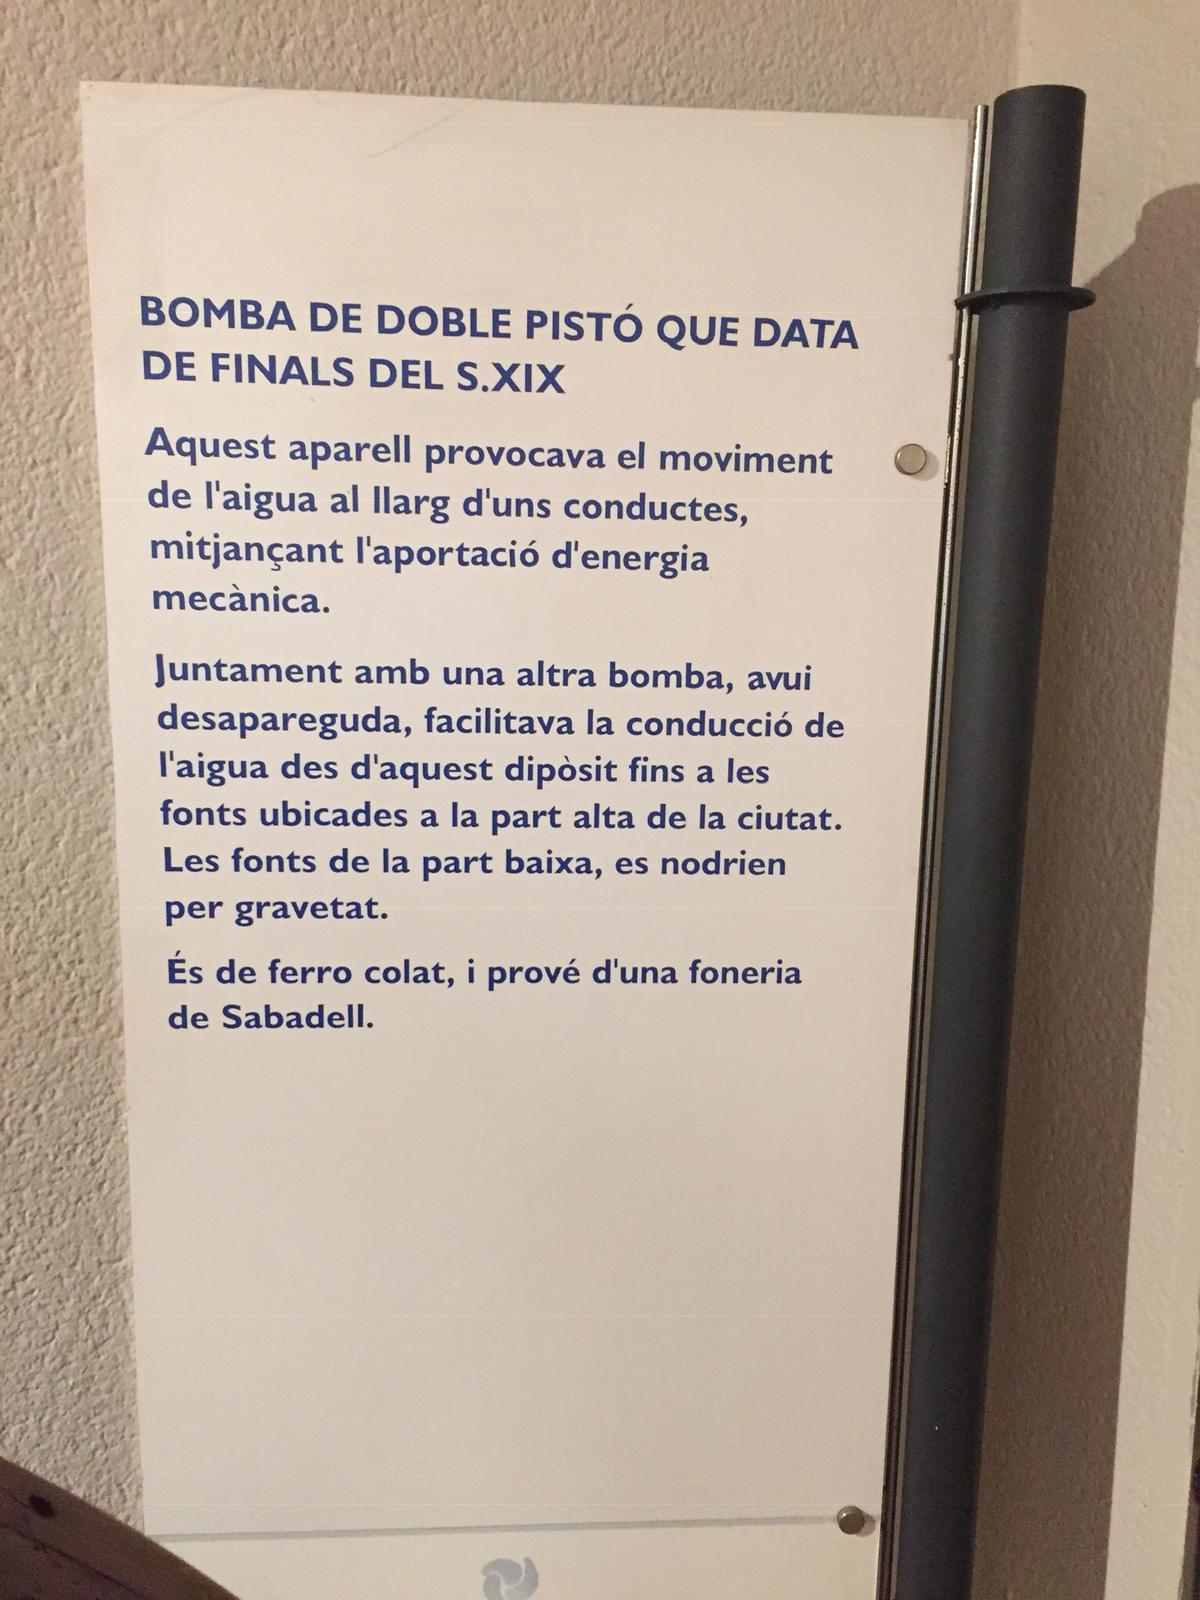 BOMBA DE DOBLE PISTÓ QUE DATA
DE FINALS DEL S.XIX
Aquest aparell provocava el moviment
de l'aigua al llarg d'uns conductes,
mitjançant l'aportació d'energia
mecànica.
Juntament amb una altra bomba, avui
desapareguda, facilitava la conducció de
l'aigua des d'aquest dipòsit fins a les
fonts ubicades a la part alta de la ciutat.
Les fonts de la part baixa, es nodrien
per gravetat.
És de ferro colat, i prové d'una foneria
de Sabadell.